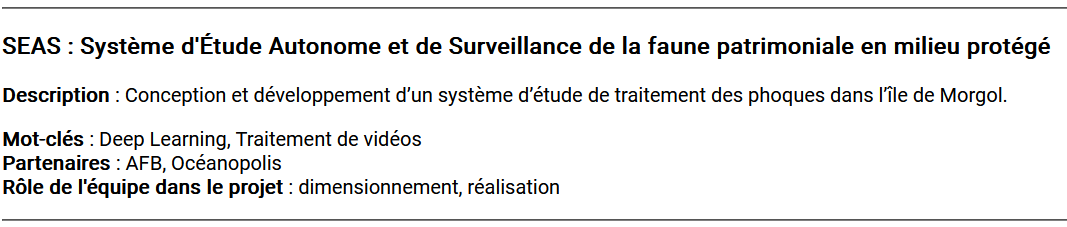 SEAS : Système d'Étude Autonome et de Surveillance de la faune patrimoniale en milieu protégé
Description : Conception et développement d’un système d’étude de traitement des phoques dans l’île de Morgol.
Mot-clés : Deep Learning, Traitement de vidéos
Partenaires : AFB, Océanopolis
Rôle de l'équipe dans le projet : dimensionnement, réalisation